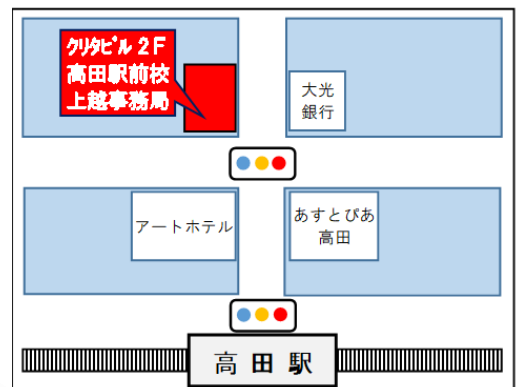 クリタビル２Ｆ
高田駅前校
上越事務局
大光
銀行
アートホテル
あすとぴあ
高田
高田駅